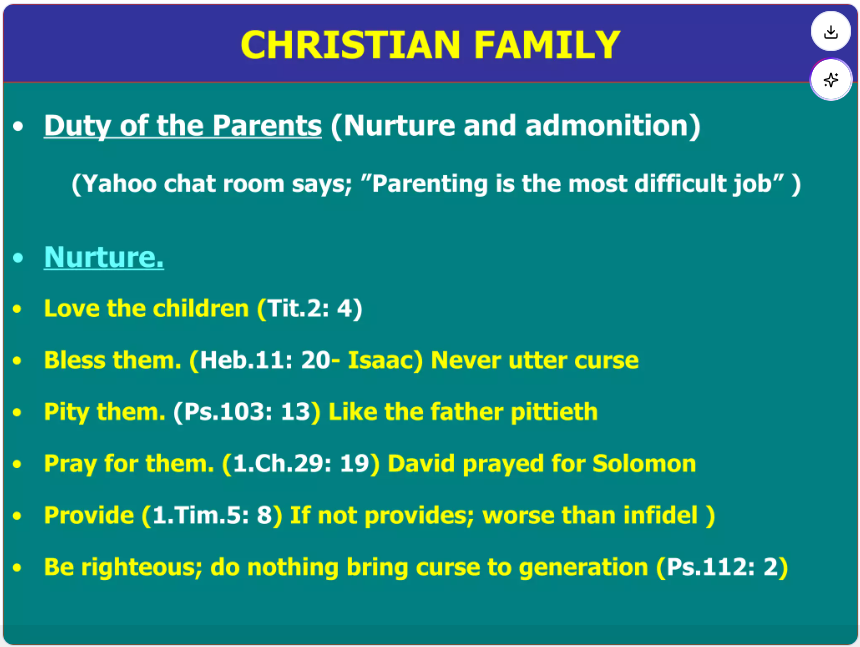 CHRISTIAN FAMILY
• Duty of the Parents (Nurture and admonition)
(Yahoo chat room says; ”Parenting is the most difficult job” )
• Nurture.
• Love the children (Tit.2: 4)
• Bless them. (Heb.11: 20- Isaac) Never utter curse
• Pity them. (Ps.103: 13) Like the father pittieth
• Pray for them. (1.Ch.29: 19) David prayed for Solomon
• Provide (1.Tim.5: 8) If not provides; worse than infidel )
• Be righteous; do nothing bring curse to generation (Ps.112: 2)